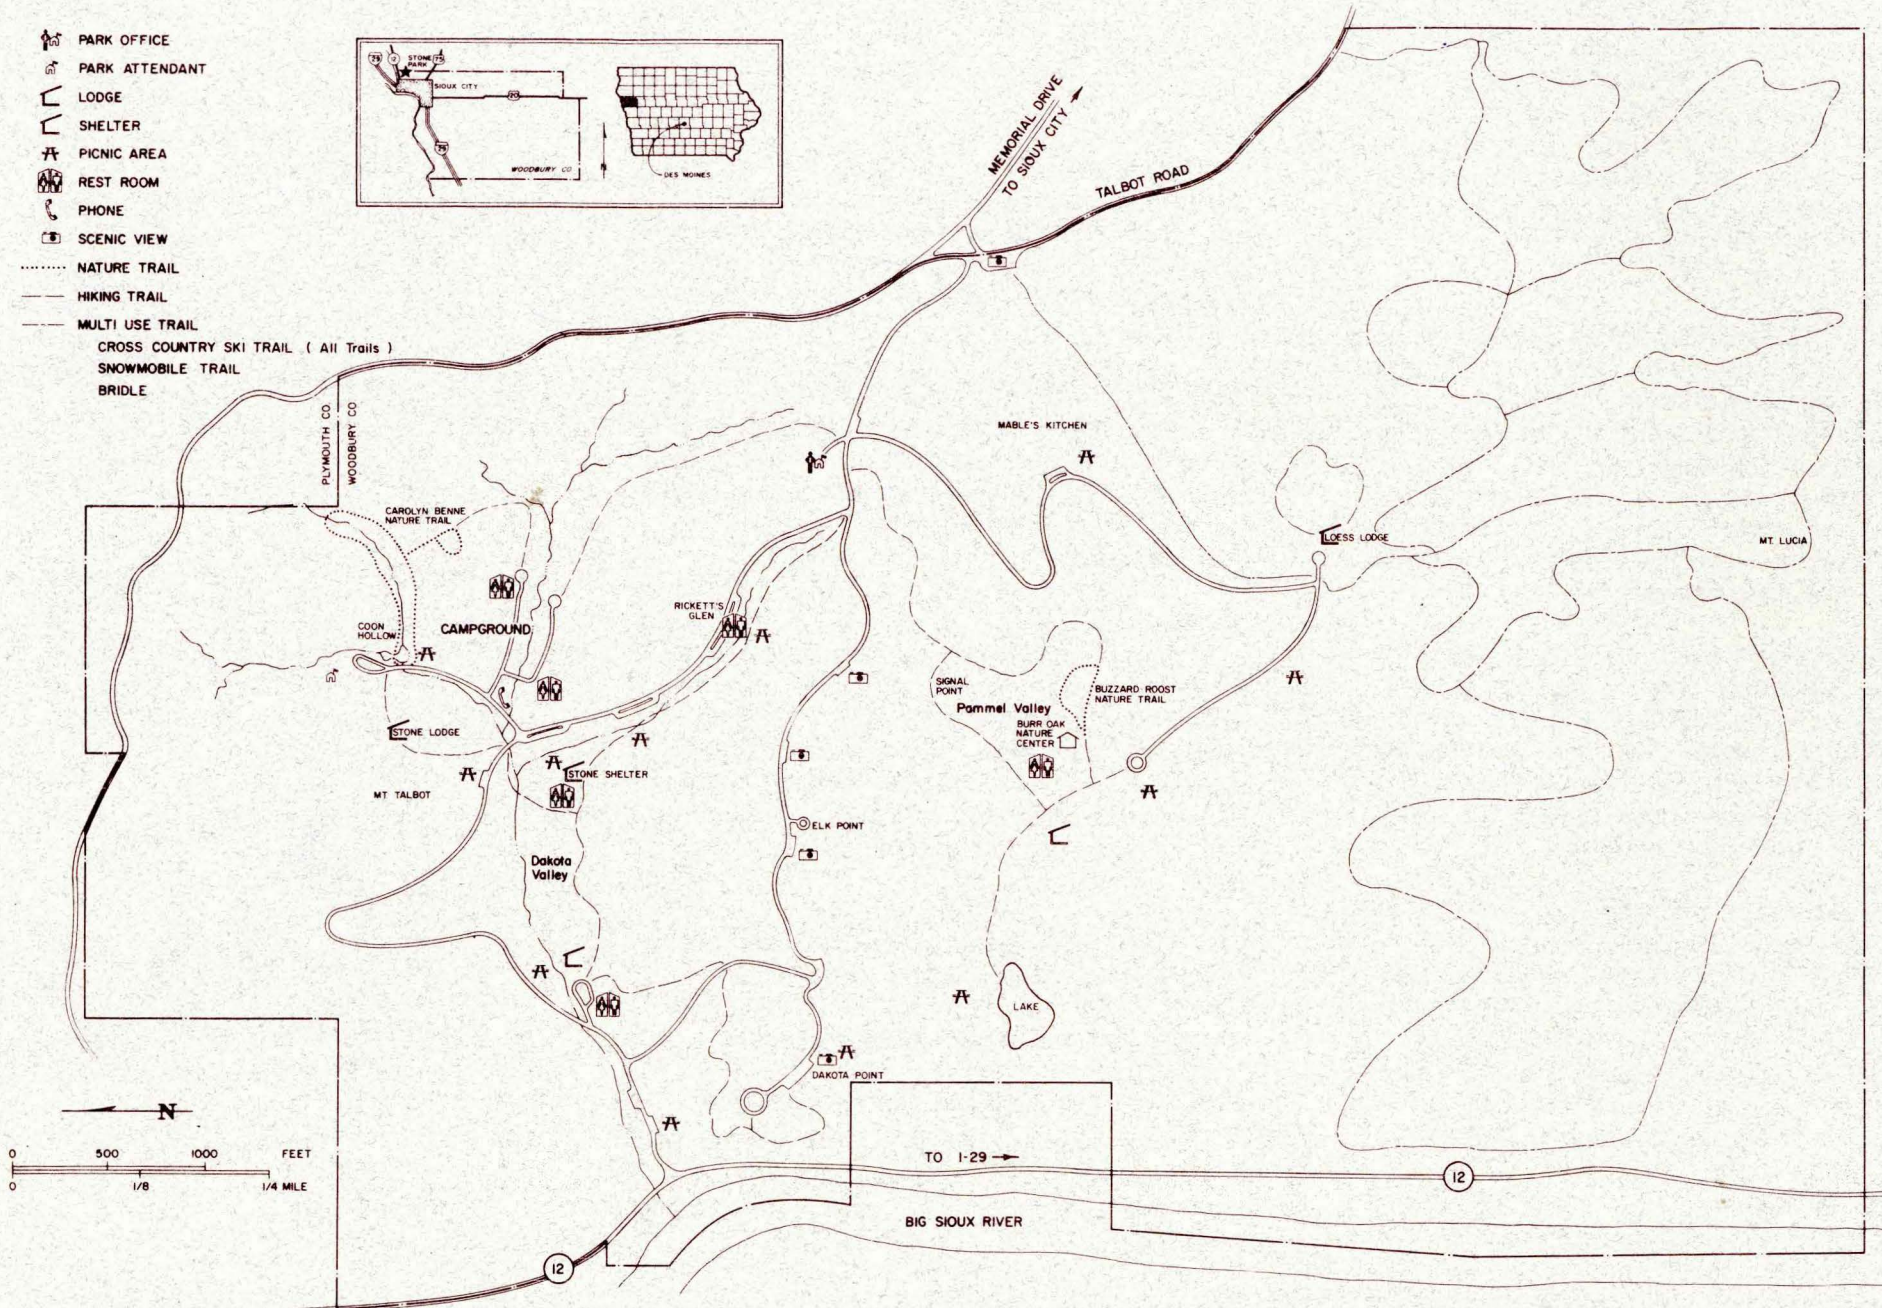 PARK OFFICE
PARK ATTENDANT
LODGE
SHELTER
PICNIC AREA
REST ROOM
PHONE
SCENIC VIEW
NATURE TRAIL
HIKING TRAIL
MULTI USE TRAIL
CROSS COUNTRY SKI TRAIL ( All Trails )
SNOWMOBILE TRAIL
BRIDLE
29
12
STONE
PARK
75
SIOUX CITY
20
29
WOODBURY CO
N
DES MOINES
MEMORIAL DRIVE
TO SIOUX CITY
TALBOT ROAD
PLYMOUTH CO
WOODBURY CO
MABLE'S KITCHEN
CAROLYN BENNE
NATURE TRAIL
LOESS LODGE
MT. LUCIA
RICKETT'S
GLEN
COON
HOLLOW
CAMPGROUND
SIGNAL
POINT
Pammel Valley
BUZZARD ROOST
NATURE TRAIL
BURR OAK
NATURE
CENTER
STONE LODGE
STONE SHELTER
MT TALBOT
ELK POINT
Dakota
Valley
LAKE
DAKOTA POINT
N
0 500 1000 FEET
0 1/8 1/4 MILE
TO I-29
12
BIG SIOUX RIVER
12